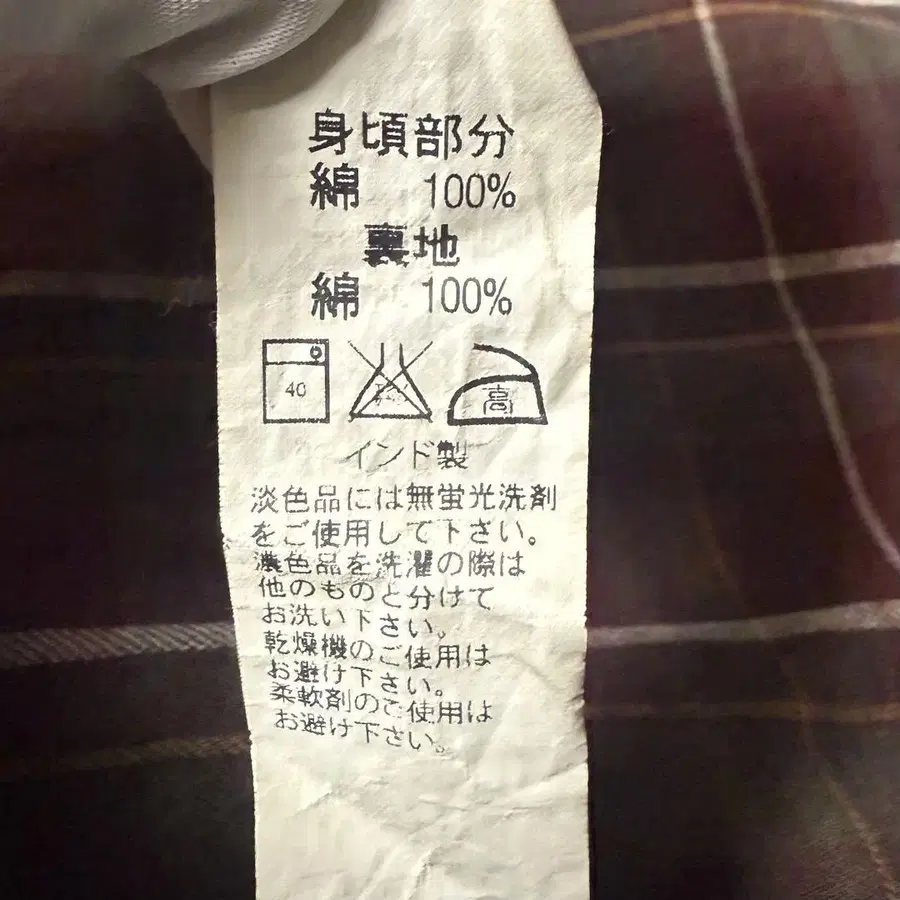 身頃部分
綿 100%
裏地
綿 100%
40
高
インド製
淡色品には無蛍光洗剤
をご使用して下さい。
濃色品を洗濯の際は
他のものと分けて
お洗い下さい。
乾燥機のご使用は
お避け下さい。
柔軟剤のご使用は
お避け下さい。